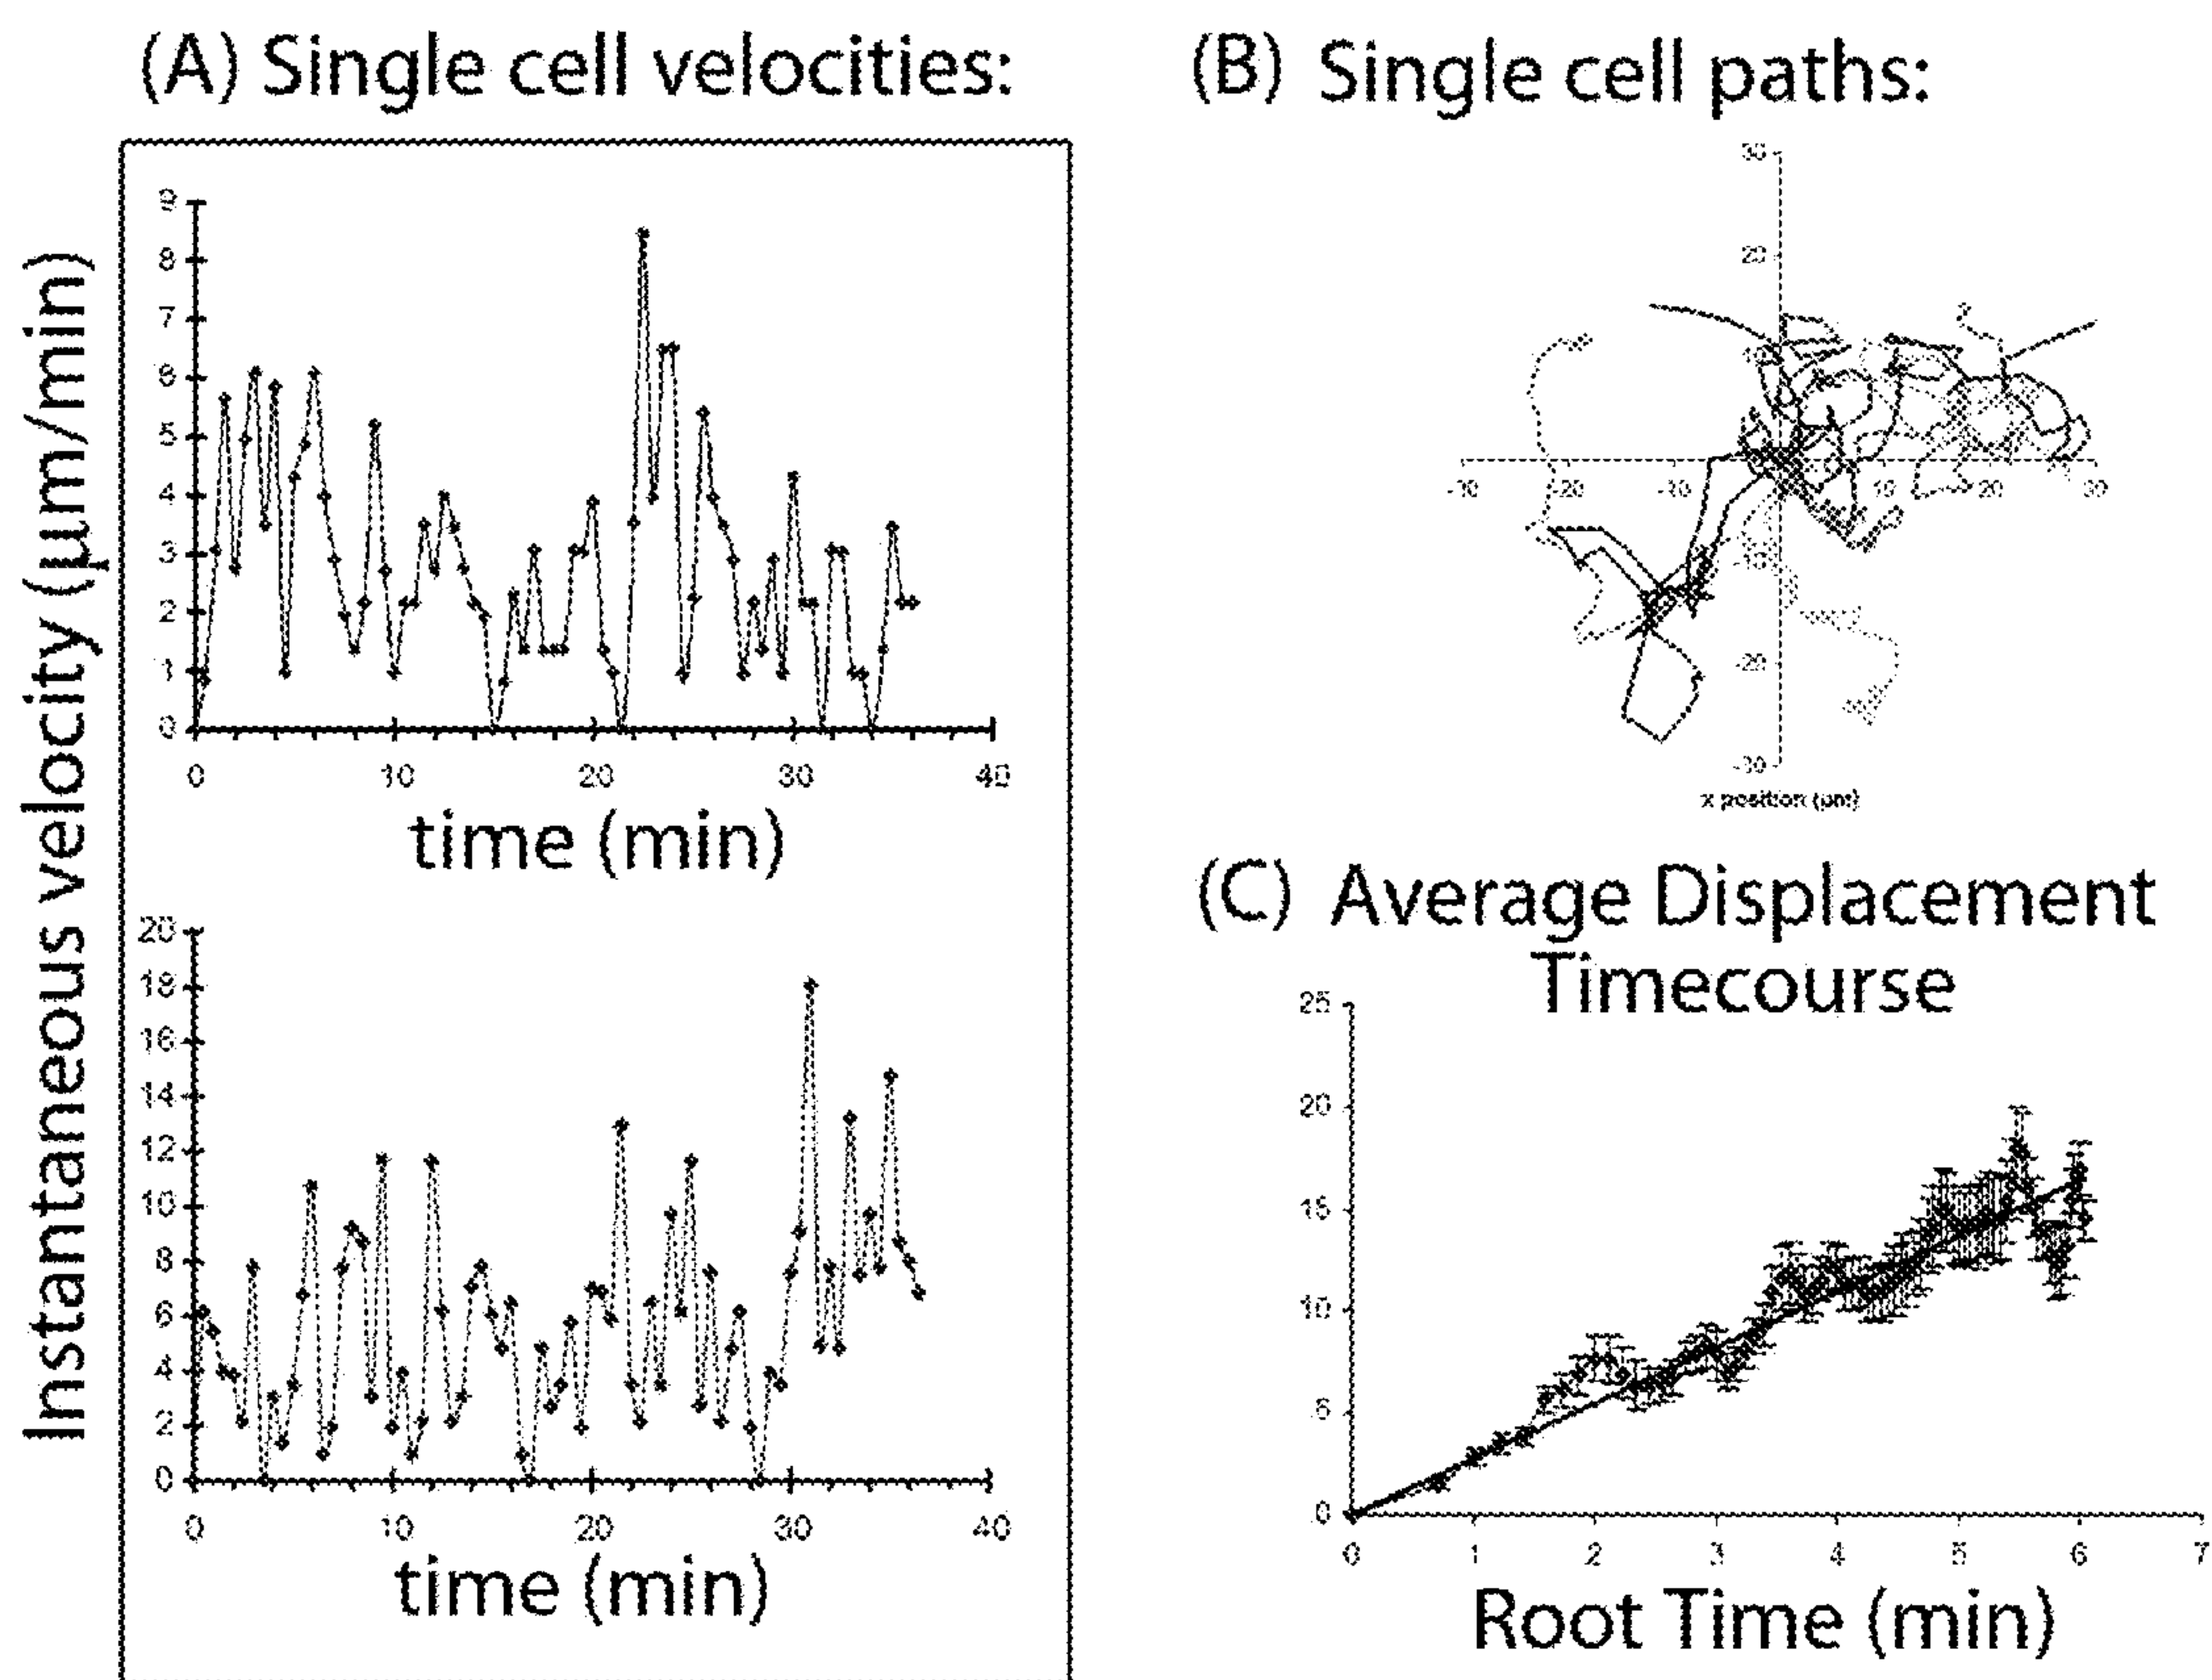 (A) Single cell velocities:
Instantaneous velocity (µm/min)
9
8
7
6
5
4
3
2
1
0
0 10 20 30 40
time (min)
20
18
16
14
12
10
8
6
4
2
0
0 10 20 30 40
time (min)
(B) Single cell paths:
30
20
10
-20 -10 10 20 30
-10
-20
-30
x position (µm)
(C) Average Displacement
Timecourse
25
20
15
10
5
0
0 1 2 3 4 5 6 7
Root Time (min)